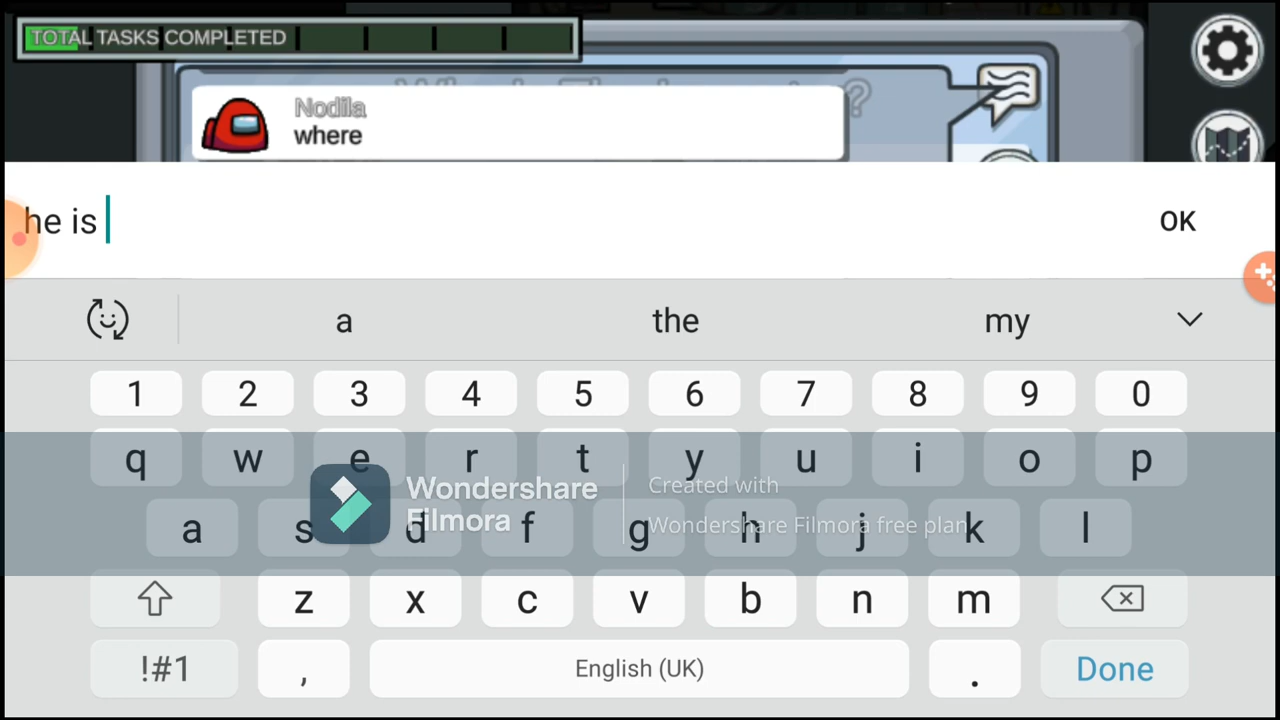 TOTAL TASKS COMPLETED
Nodila
where
he is
OK
a the my
1 2 3 4 5 6 7 8 9 0
q w e r t y u i o p
Wondershare
Filmora
Created with
Wondershare Filmora free plan
a s d f g h j k l
z x c v b n m
!#1 , English (UK) . Done